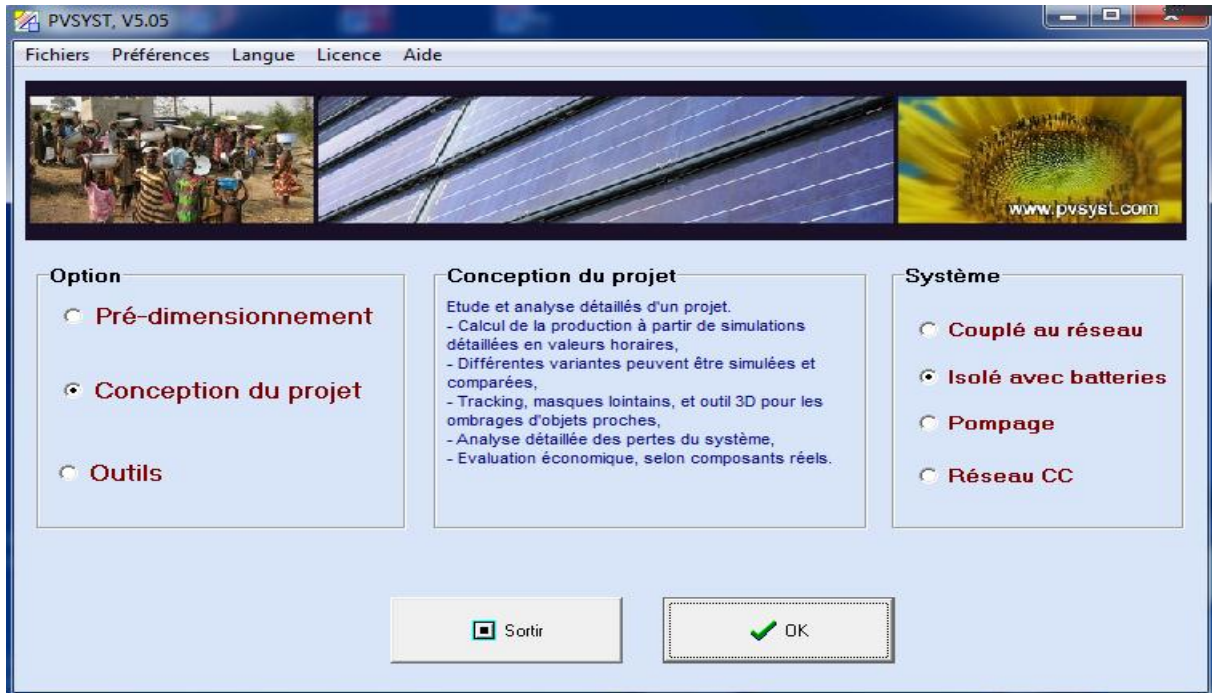 PVSYST, V5.05
Fichiers Préférences Langue Licence Aide
www.pvsyst.com
Option
Pré-dimensionnement
Conception du projet
Outils
Conception du projet
Etude et analyse détaillés d'un projet.
- Calcul de la production à partir de simulations
détaillées en valeurs horaires,
- Différentes variantes peuvent être simulées et
comparées,
- Tracking, masques lointains, et outil 3D pour les
ombrages d'objets proches,
- Analyse détaillée des pertes du système,
- Evaluation économique, selon composants réels.
Système
Couplé au réseau
Isolé avec batteries
Pompage
Réseau CC
Sortir
OK